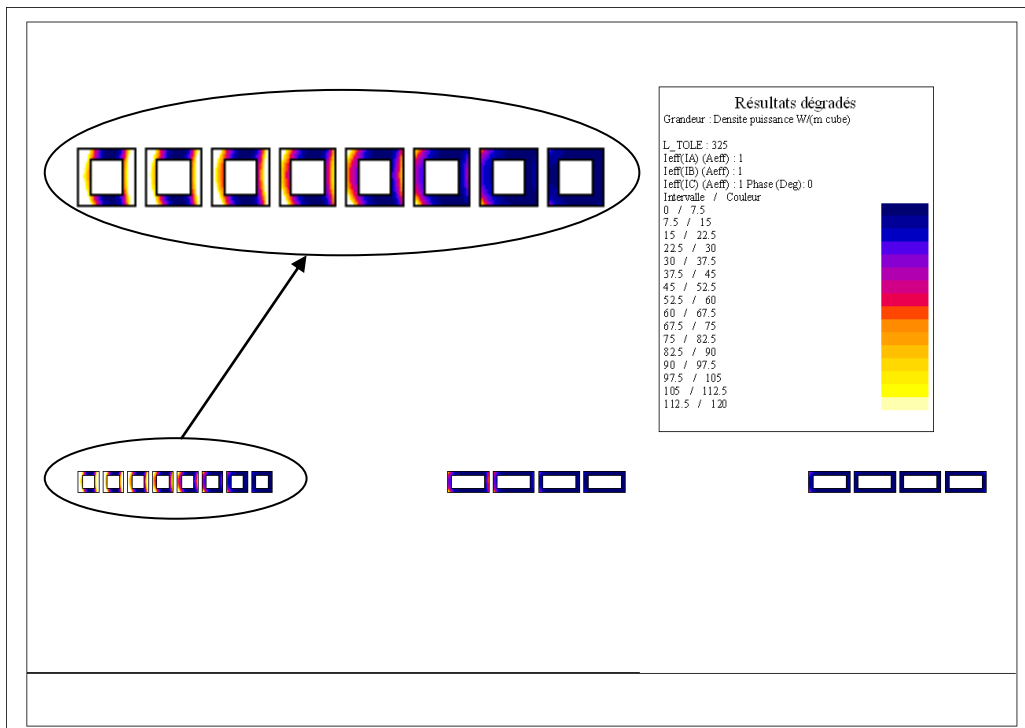 Résultats dégradés
Grandeur : Densite puissance W/(m cube)
L_TOLE : 325
Ieff(IA) (Aeff) : 1
Ieff(IB) (Aeff) : 1
Ieff(IC) (Aeff) : 1 Phase (Deg): 0
Intervalle / Couleur
0 / 7.5
7.5 / 15
15 / 22.5
22.5 / 30
30 / 37.5
37.5 / 45
45 / 52.5
52.5 / 60
60 / 67.5
67.5 / 75
75 / 82.5
82.5 / 90
90 / 97.5
97.5 / 105
105 / 112.5
112.5 / 120